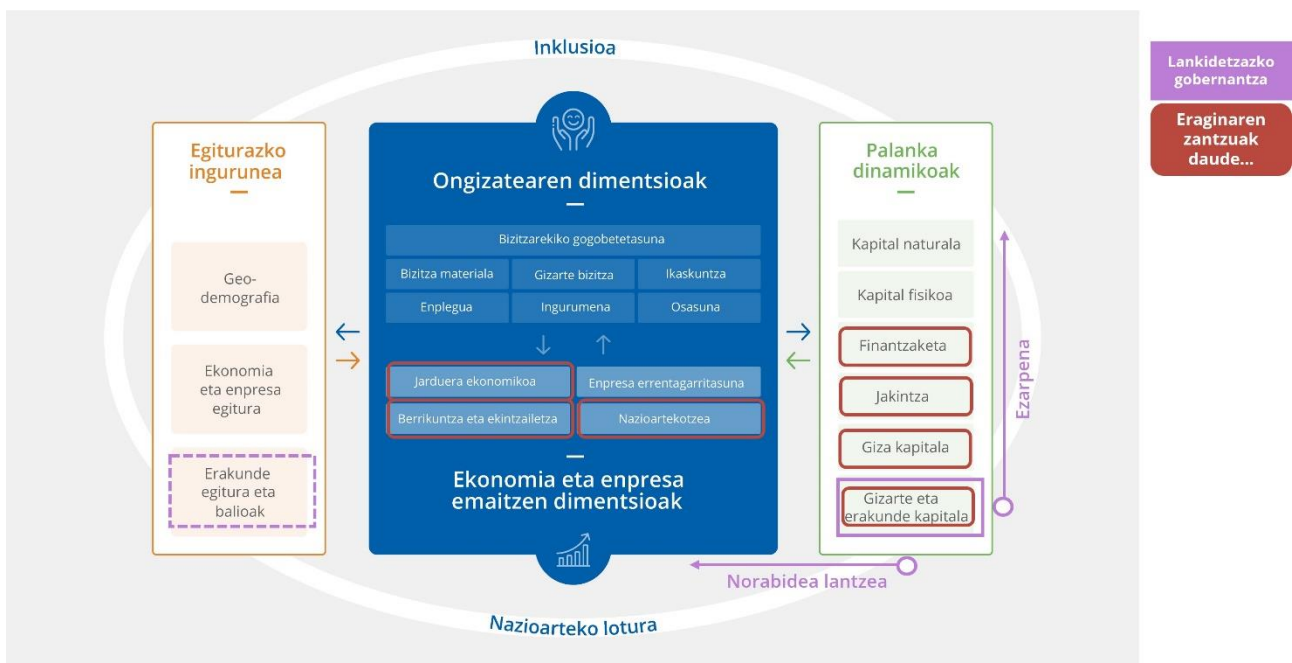 Inklusioa
Lankidetzazko
gobernantza
Eraginaren
zantzuak
daude...
Egiturazko
ingurunea
Geo-
demografia
Ekonomia
eta enpresa
egitura
Erakunde
egitura eta
balioak
Ongizatearen dimentsioak
Bizitzarekiko gogobetetasuna
Bizitza materiala
Gizarte bizitza
Ikaskuntza
Enplegua
Ingurumena
Osasuna
Jarduera ekonomikoa
Enpresa errentagarritasuna
Berrikuntza eta ekintzailetza
Nazioartekotzea
Ekonomia eta enpresa
emaitzen dimentsioak
Palanka
dinamikoak
Kapital naturala
Kapital fisikoa
Finantzaketa
Jakintza
Giza kapitala
Gizarte eta
erakunde kapitala
Ezarpena
Norabidea lantzea
Nazioarteko lotura